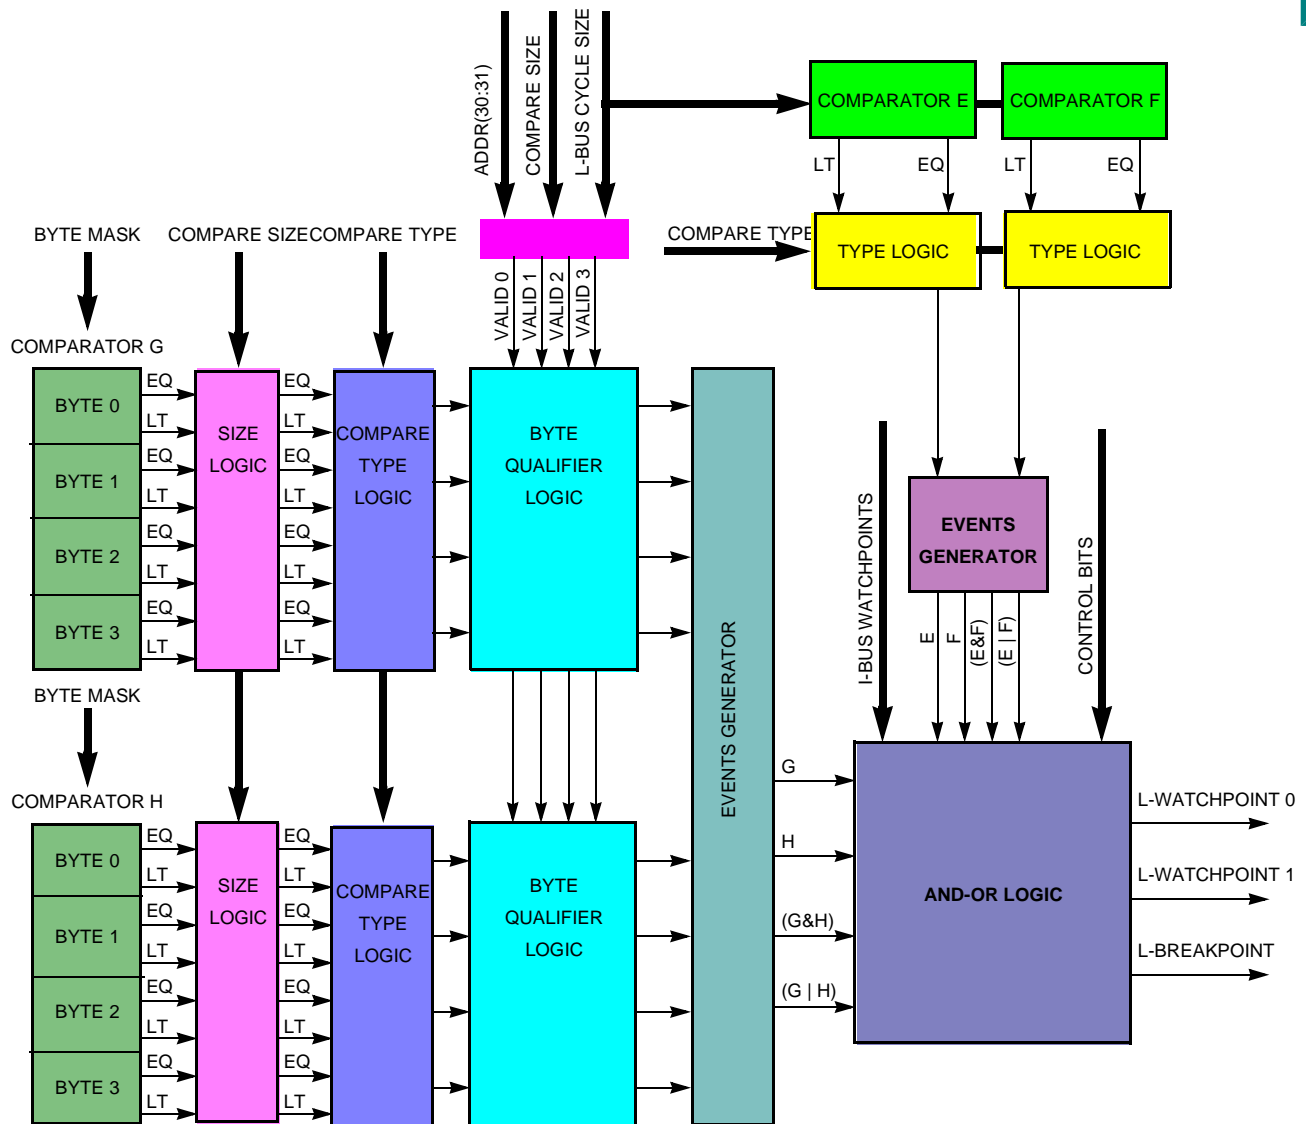 ADDR(30:31)
COMPARE SIZE
L-BUS CYCLE SIZE
COMPARATOR E
COMPARATOR F
LT
EQ
LT
EQ
BYTE MASK
COMPARE SIZE
COMPARE TYPE
COMPARE TYPE
TYPE LOGIC
TYPE LOGIC
VALID 0
VALID 1
VALID 2
VALID 3
COMPARATOR G
BYTE 0
BYTE 1
BYTE 2
BYTE 3
EQ
LT
EQ
LT
EQ
LT
EQ
LT
SIZE
LOGIC
EQ
LT
EQ
LT
EQ
LT
EQ
LT
COMPARE
TYPE
LOGIC
BYTE
QUALIFIER
LOGIC
EVENTS GENERATOR
I-BUS WATCHPOINTS
EVENTS
GENERATOR
CONTROL BITS
E
F
(E&F)
(E | F)
BYTE MASK
COMPARATOR H
BYTE 0
BYTE 1
BYTE 2
BYTE 3
EQ
LT
EQ
LT
EQ
LT
EQ
LT
SIZE
LOGIC
EQ
LT
EQ
LT
EQ
LT
EQ
LT
COMPARE
TYPE
LOGIC
BYTE
QUALIFIER
LOGIC
G
H
(G&H)
(G | H)
AND-OR LOGIC
L-WATCHPOINT 0
L-WATCHPOINT 1
L-BREAKPOINT